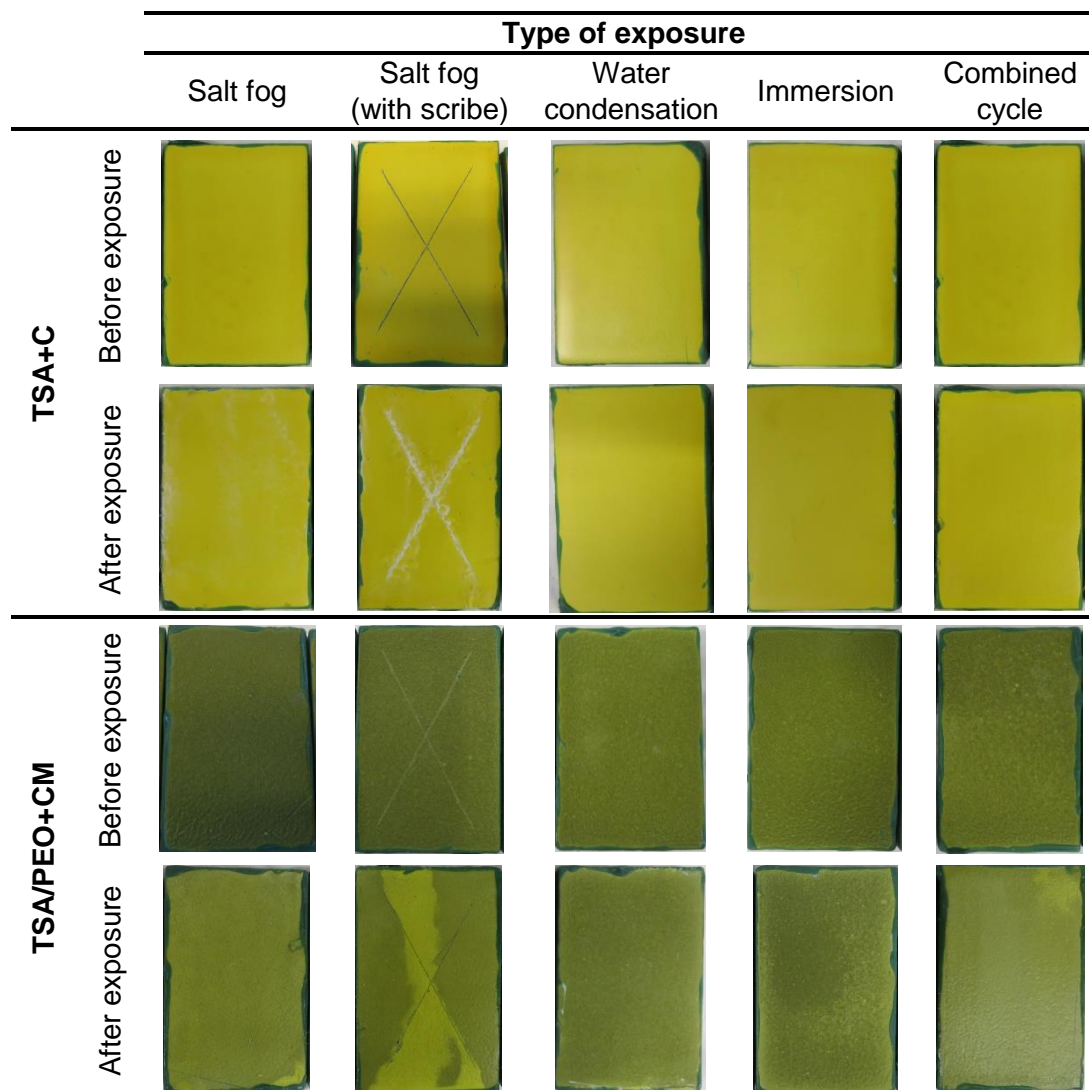 Type of exposure
Salt fog
Salt fog
(with scribe)
Water
condensation
Immersion
Combined
cycle
TSA+C
Before exposure
After exposure
TSA/PEO+CM
Before exposure
After exposure